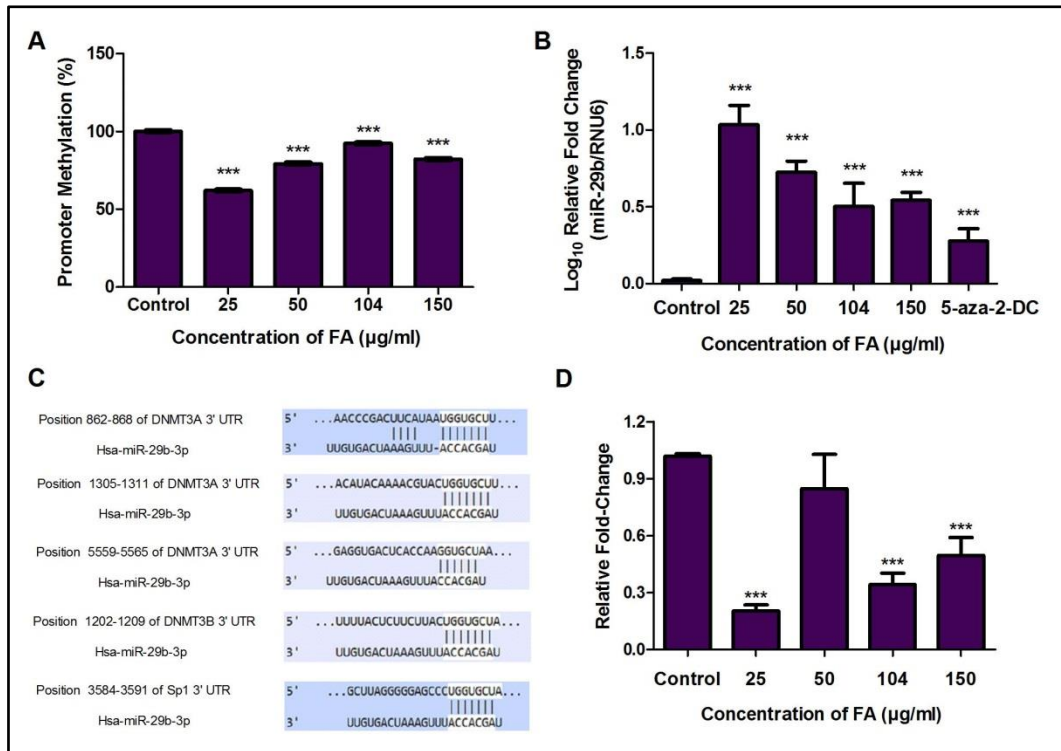 A
Promoter Methylation (%)
150
100
50
0
Control 25 50 104 150
*** *** *** ***
Concentration of FA (µg/ml)
B
Log10 Relative Fold Change
(miR-29b/RNU6)
1.5
1.0
0.5
0.0
*** *** *** *** ***
Control 25 50 104 150 5-aza-2-DC
Concentration of FA (µg/ml)
C
Position 862-868 of DNMT3A 3' UTR 5' ...AACCCGACUUCAUAAUGGUGCUU...
Hsa-miR-29b-3p 3' UUGUGACUAAAGUUU-ACCACGAU
Position 1305-1311 of DNMT3A 3' UTR 5' ...ACAUACAAAACGUACUGGUGCUU...
Hsa-miR-29b-3p 3' UUGUGACUAAAGUUUACCACGAU
Position 5559-5565 of DNMT3A 3' UTR 5' ...GAGGUGACUCACCAAGGUGCUAA...
Hsa-miR-29b-3p 3' UUGUGACUAAAGUUUACCACGAU
Position 1202-1209 of DNMT3B 3' UTR 5' ...UUUUACUCUUCUUACUGGUGCUA...
Hsa-miR-29b-3p 3' UUGUGACUAAAGUUUACCACGAU
Position 3584-3591 of Sp1 3' UTR 5' ...GCUUAGGGGGAGCCCUGGUGCUA...
Hsa-miR-29b-3p 3' UUGUGACUAAAGUUUACCACGAU
D
Relative Fold-Change
1.2
0.9
0.6
0.3
0.0
*** *** ***
Control 25 50 104 150
Concentration of FA (µg/ml)